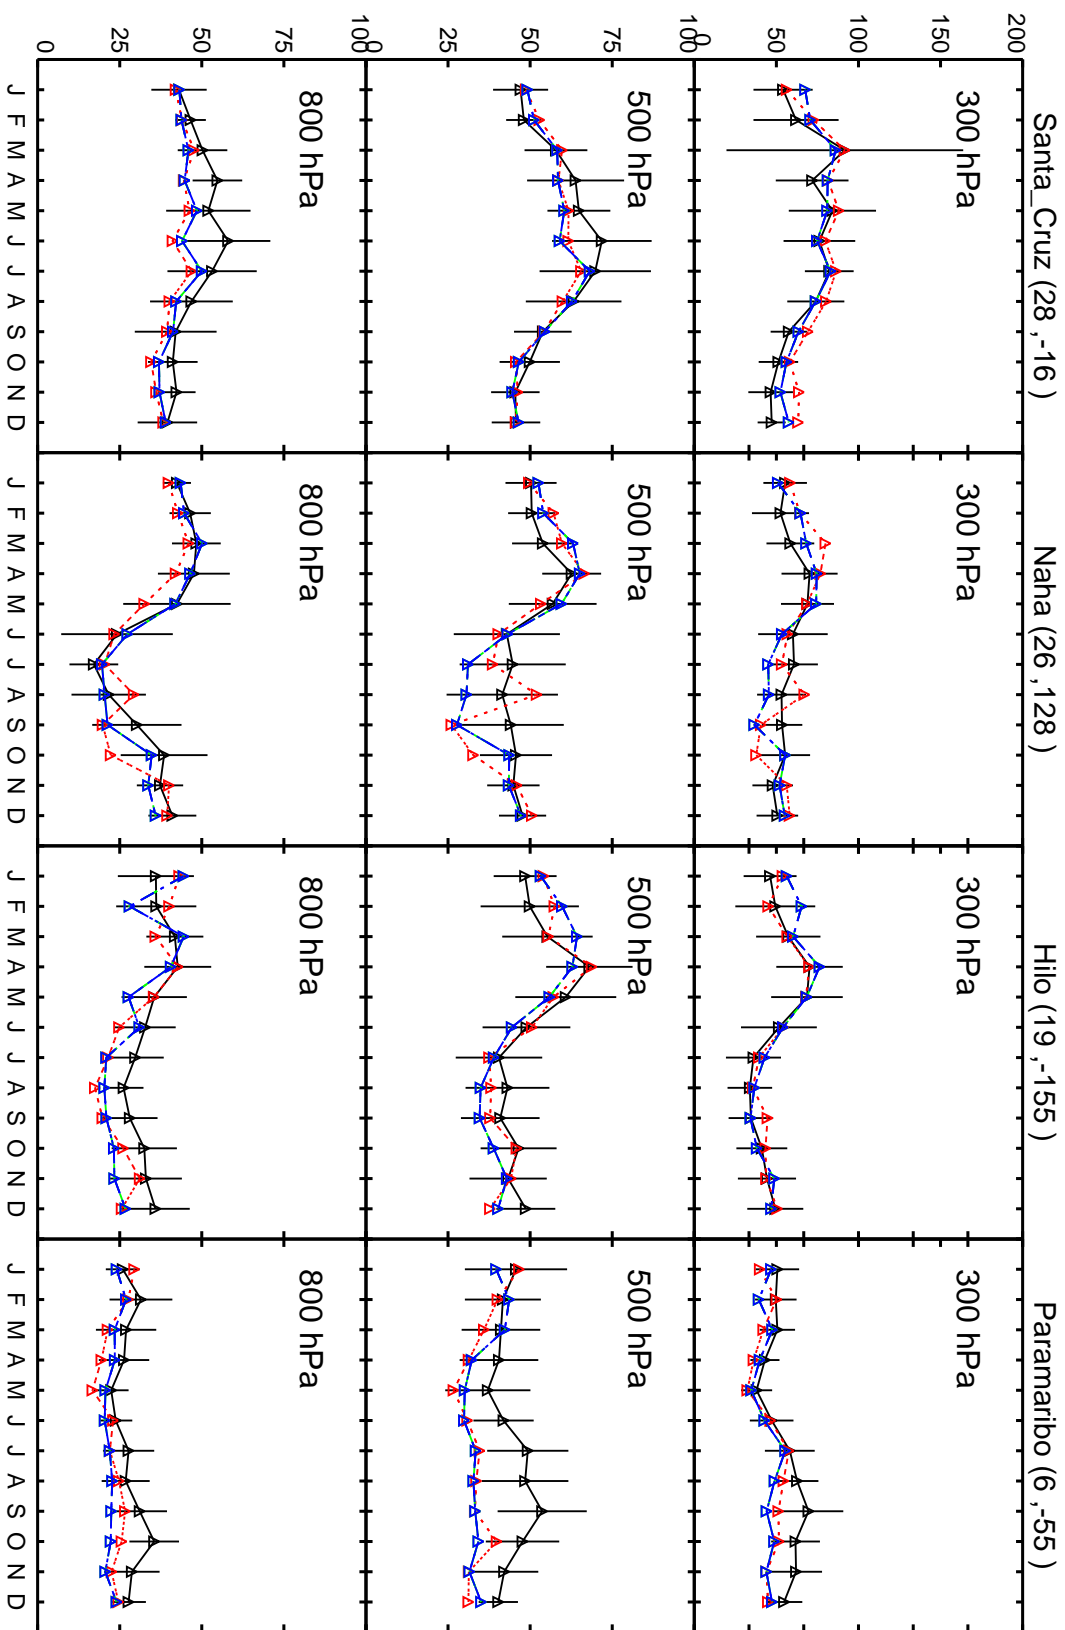 Santa_Cruz (28 ,-16 )
Naha (26 ,128 )
Hilo (19 ,-155 )
Paramaribo (6 ,-55 )
200
150
100
50
0
300 hPa
300 hPa
300 hPa
300 hPa
100
75
50
25
0
500 hPa
500 hPa
500 hPa
500 hPa
100
75
50
25
0
800 hPa
800 hPa
800 hPa
800 hPa
J F M A M J J A S O N D
J F M A M J J A S O N D
J F M A M J J A S O N D
J F M A M J J A S O N D